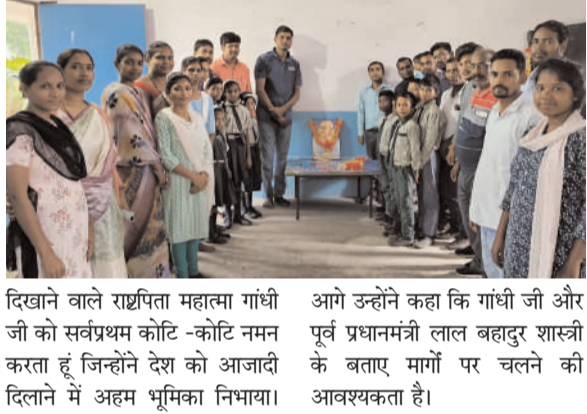 दिखाने वाले राष्ट्रपिता महात्मा गांधी
जी को सर्वप्रथम कोटि -कोटि नमन
करता हूं जिन्होंने देश को आजादी
दिलाने में अहम भूमिका निभाया।
आगे उन्होंने कहा कि गांधी जी और
पूर्व प्रधानमंत्री लाल बहादुर शास्त्री
के बताए मार्गों पर चलने की
आवश्यकता है।